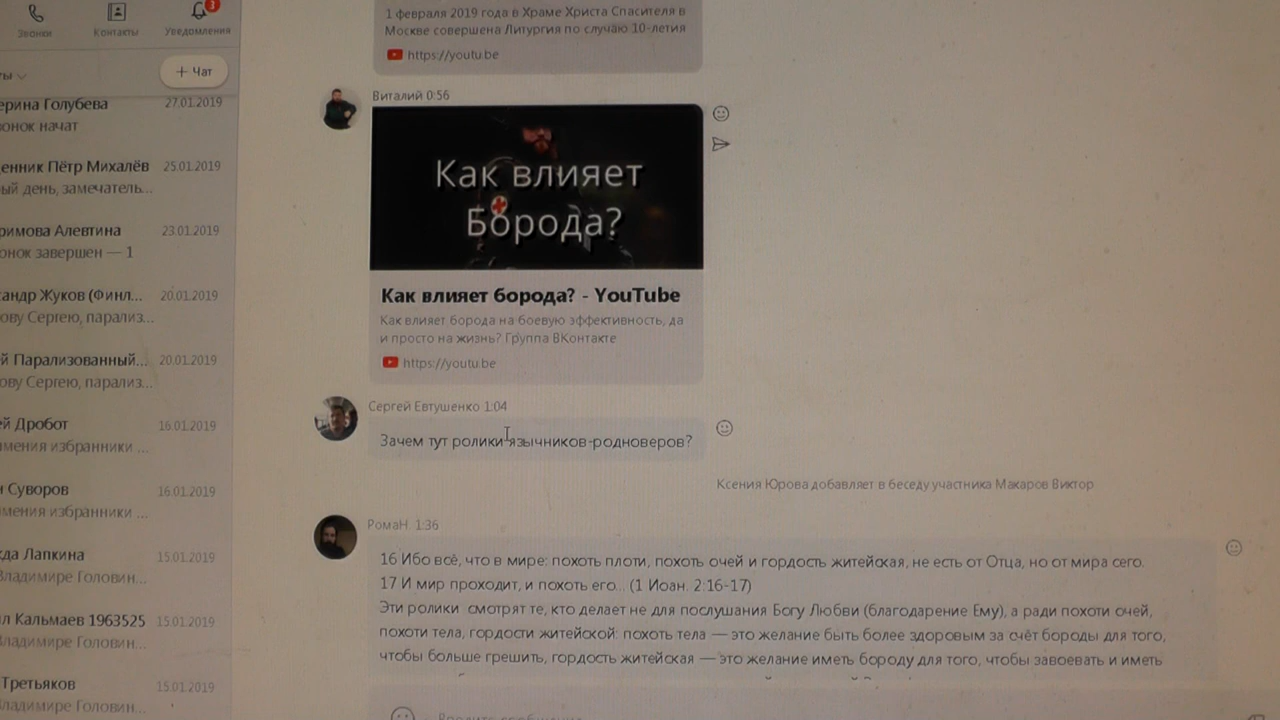 Звонки
Контакты
3
Уведомления
+ Чат
ерина Голубева 27.01.2019
онок начат
ценник Пётр Михалёв 25.01.2019
ый день, замечатель...
римова Алевтина 23.01.2019
онок завершен — 1
андр Жуков (Финл... 20.01.2019
ову Сергею, парализ...
й Парализованный... 20.01.2019
ову Сергею, парализ...
ей Дробот 16.01.2019
мения избранники ...
н Суворов 16.01.2019
мения избранники ...
да Лапкина 15.01.2019
Владимире Головин...
л Кальмаев 1963525 15.01.2019
Владимире Головин...
Третьяков 15.01.2019
Владимире Головин...
1 февраля 2019 года в Храме Христа Спасителя в
Москве совершена Литургия по случаю 10-летия
https://youtu.be
Виталий 0:56
Как влияет
Борода?
Как влияет борода? - YouTube
Как влияет борода на боевую эффективность, да
и просто на жизнь? Группа ВКонтакте
https://youtu.be
Сергей Евтушенко 1:04
Зачем тут ролики язычников-родноверов?
Ксения Юрова добавляет в беседу участника Макаров Виктор
РомаН. 1:36
16 Ибо всё, что в мире: похоть плоти, похоть очей и гордость житейская, не есть от Отца, но от мира сего.
17 И мир проходит, и похоть его... (1 Иоан. 2:16-17)
Эти ролики смотрят те, кто делает не для послушания Богу Любви (благодарение Ему), а ради похоти очей,
похоти тела, гордости житейской: похоть тела — это желание быть более здоровым за счёт бороды для того,
чтобы больше грешить, гордость житейская — это желание иметь бороду для того, чтобы завоевать и иметь